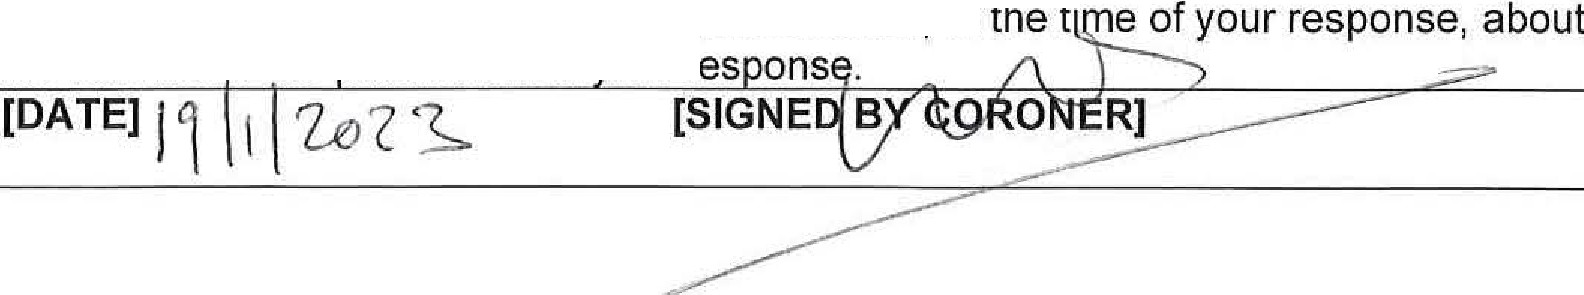 the time of your response, about
esponse.
[DATE] 19/1/2023 [SIGNED BY CORONER]